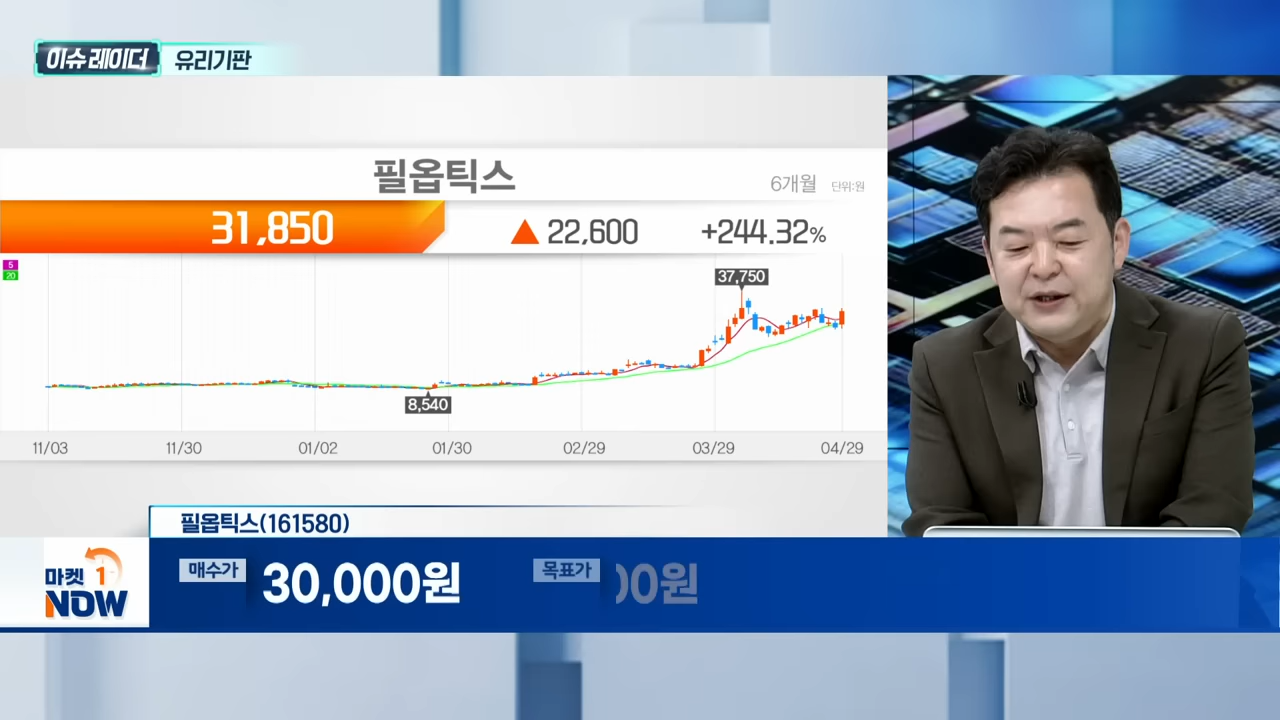 이슈레이더 유리기판
필옵틱스
6개월 단위:원
31,850 ▲ 22,600 +244.32%
5
20
37,750
8,540
11/03 11/30 01/02 01/30 02/29 03/29 04/29
필옵틱스(161580)
마켓 1
NOW
매수가 30,000원 목표가 00원